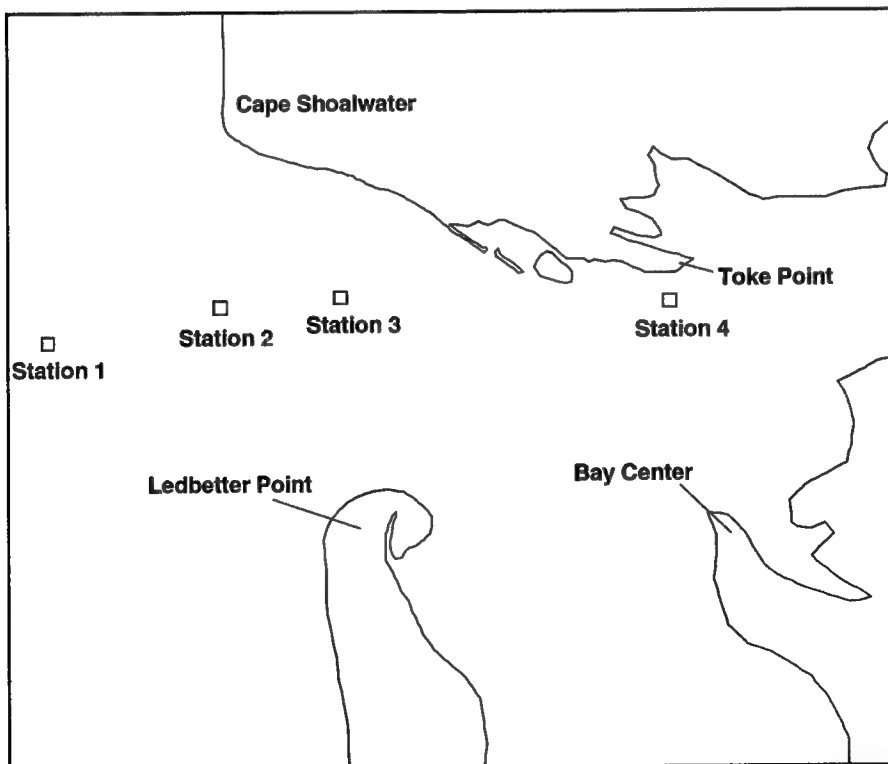 Cape Shoalwater
Toke Point
Station 3
Station 4
Station 2
Station 1
Bay Center
Ledbetter Point